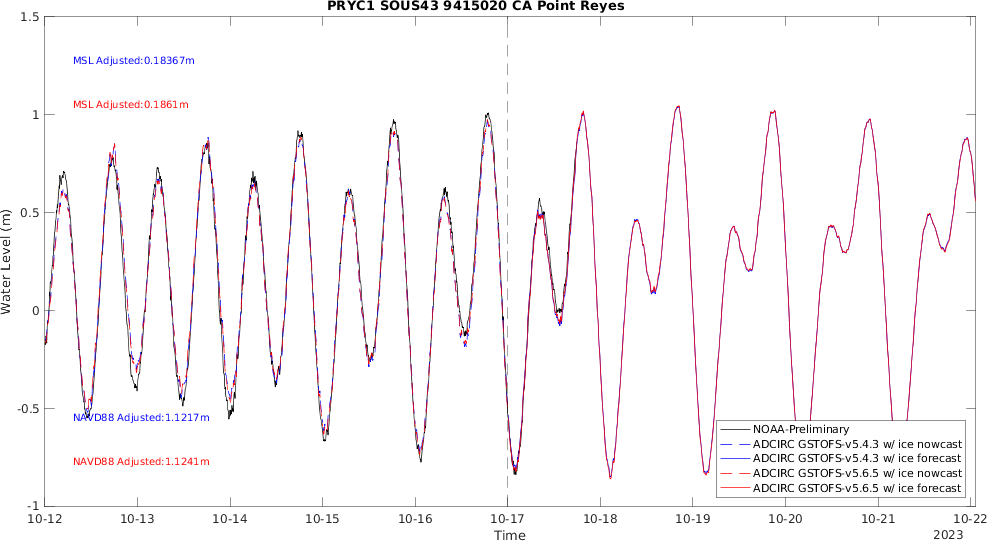 PRYC1 SOUS43 9415020 CA Point Reyes
1.5
MSL Adjusted:0.18367m
MSL Adjusted:0.1861m
1
0.5
Water Level (m)
0
-0.5
NAVD88 Adjusted:1.1217m
NAVD88 Adjusted:1.1241m
NOAA-Preliminary
ADCIRC GSTOFS-v5.4.3 w/ ice nowcast
ADCIRC GSTOFS-v5.4.3 w/ ice forecast
ADCIRC GSTOFS-v5.6.5 w/ ice nowcast
ADCIRC GSTOFS-v5.6.5 w/ ice forecast
-1
10-12 10-13 10-14 10-15 10-16 10-17 10-18 10-19 10-20 10-21 10-22
Time
2023